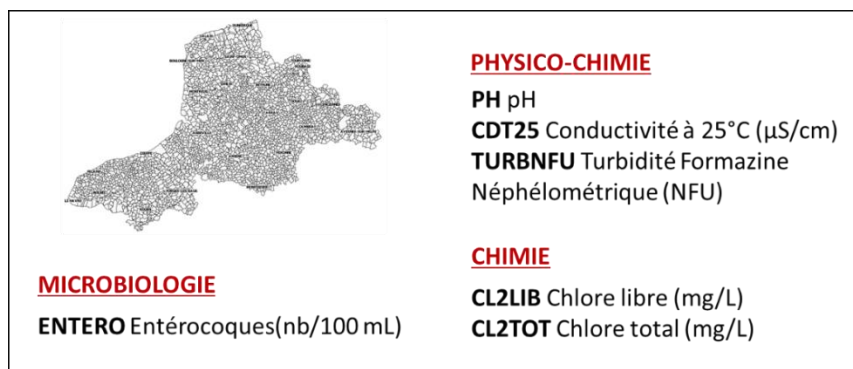 PHYSICO-CHIMIE
PH pH
CDT25 Conductivité à 25°C (µS/cm)
TURBNFU Turbidité Formazine
Néphélométrique (NFU)
MICROBIOLOGIE
ENTERO Entérocoques(nb/100 mL)
CHIMIE
CL2LIB Chlore libre (mg/L)
CL2TOT Chlore total (mg/L)